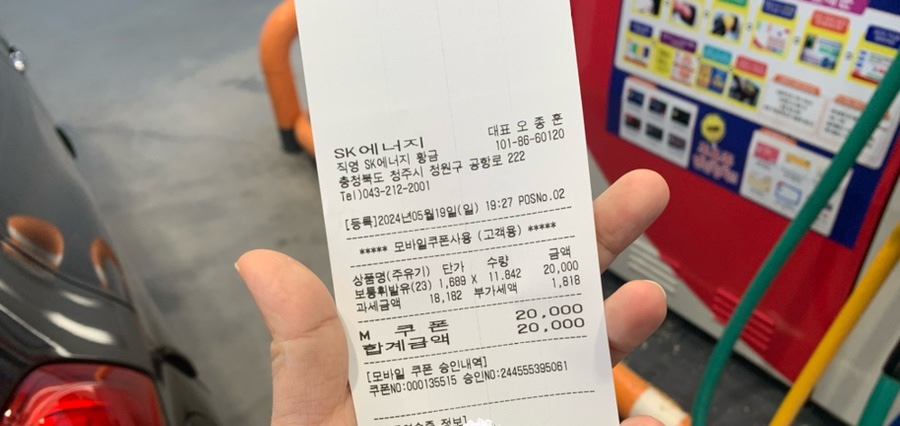 SK에너지 대표 오 종 훈
직영 SK에너지 황금 101-86-60120
충청북도 청주시 청원구 공항로 222
Tel)043-212-2001
[등록]2024년05월19일(일) 19:27 POSNo.02
***** 모바일쿠폰사용 (고객용) *****
상품명(주유기) 단가 수량 금액
보통휘발유(23) 1,689 X 11.842 20,000
과세금액 18,182 부가세액 1,818
M 쿠 폰 20,000
합계금액 20,000
[모바일 쿠폰 승인내역]
쿠폰NO:000135515 승인NO:244555395061
정보]